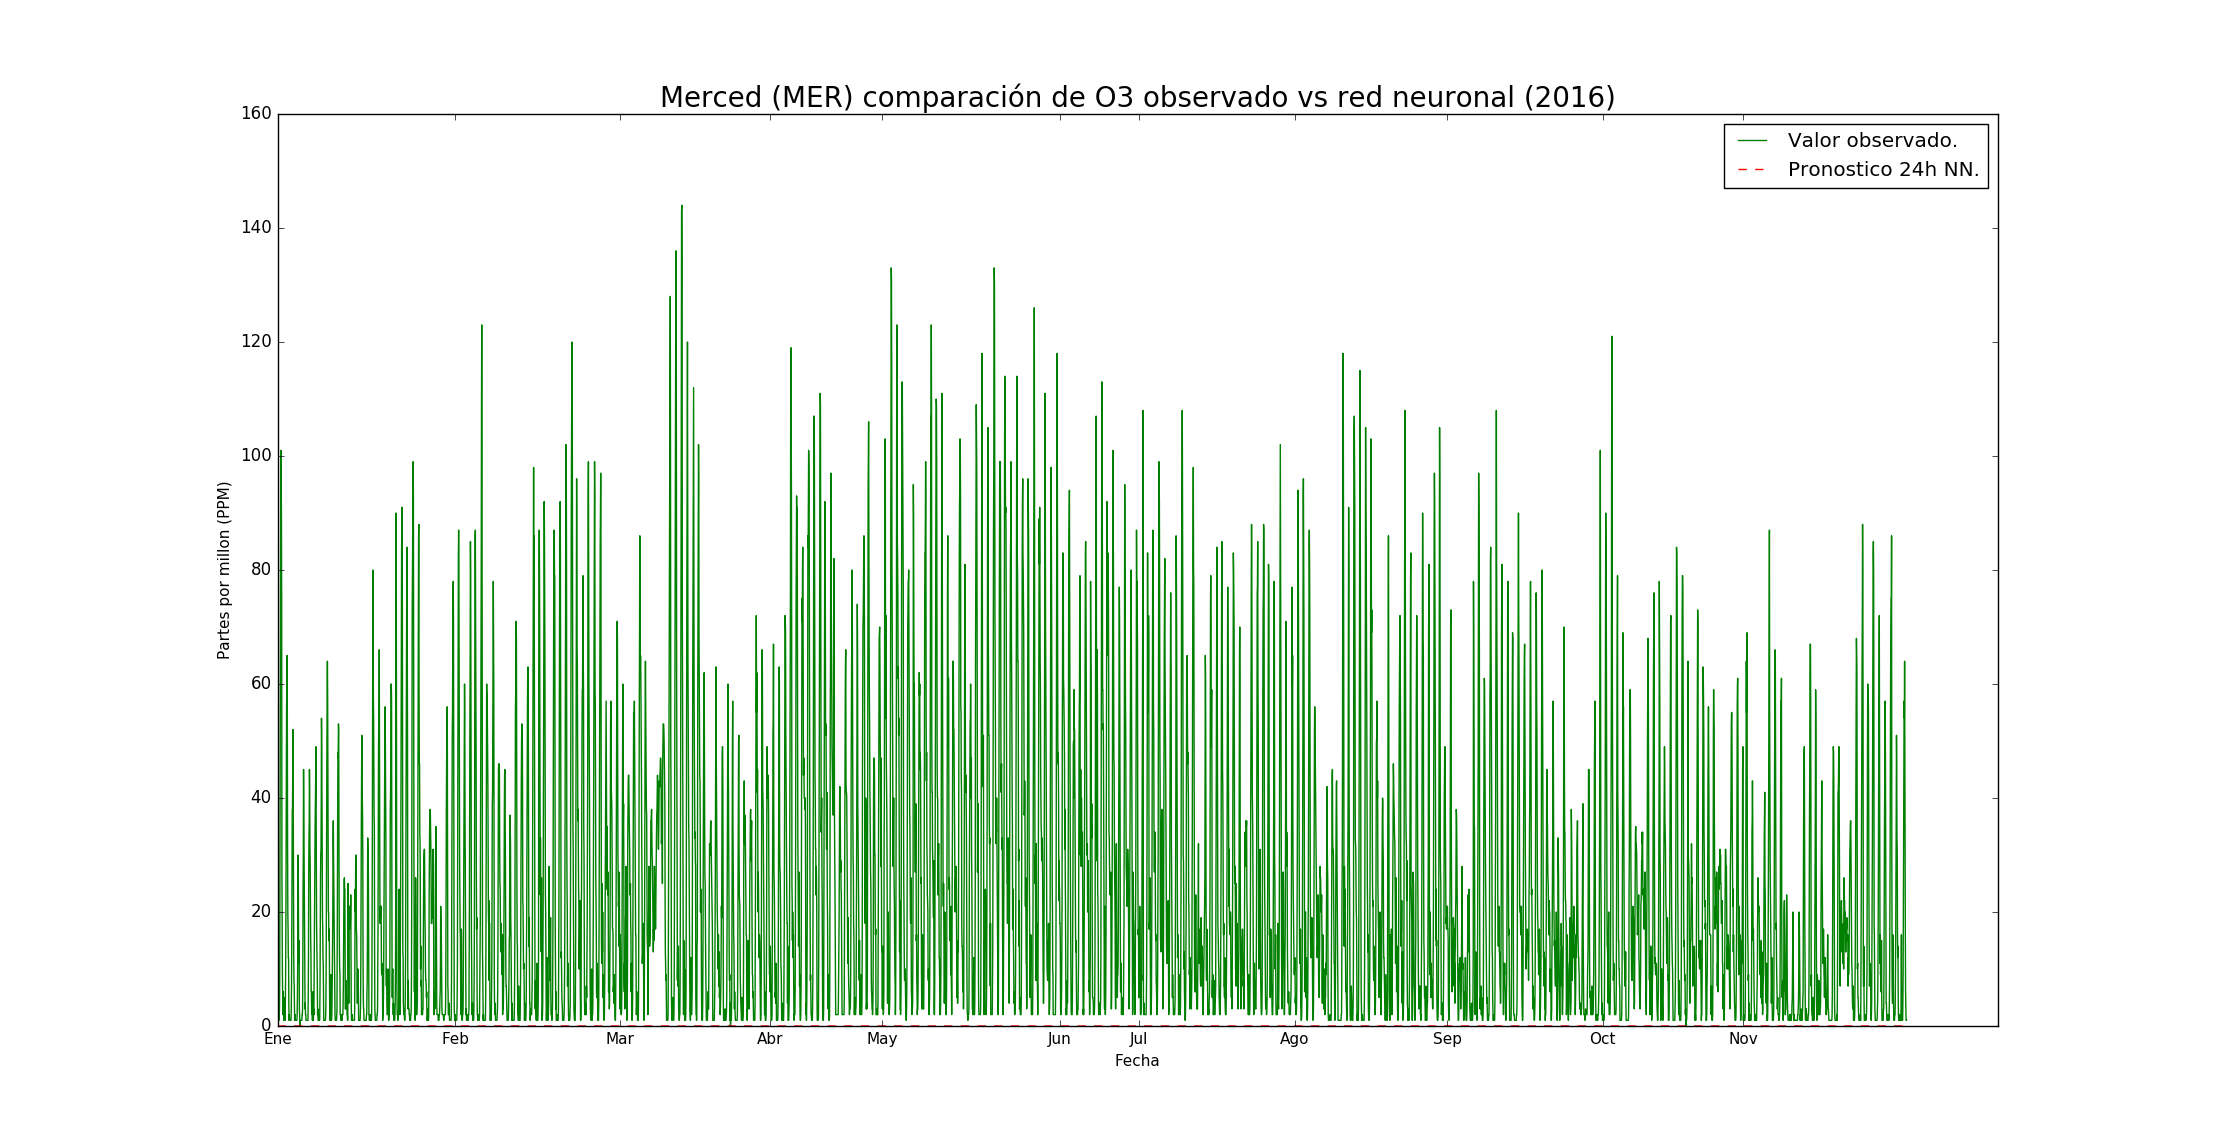 Merced (MER) comparación de O3 observado vs red neuronal (2016)
160
140
120
100
80
60
40
20
0
Partes por millon (PPM)
Valor observado.
Pronostico 24h NN.
Ene Feb Mar Abr May Jun Jul Ago Sep Oct Nov
Fecha